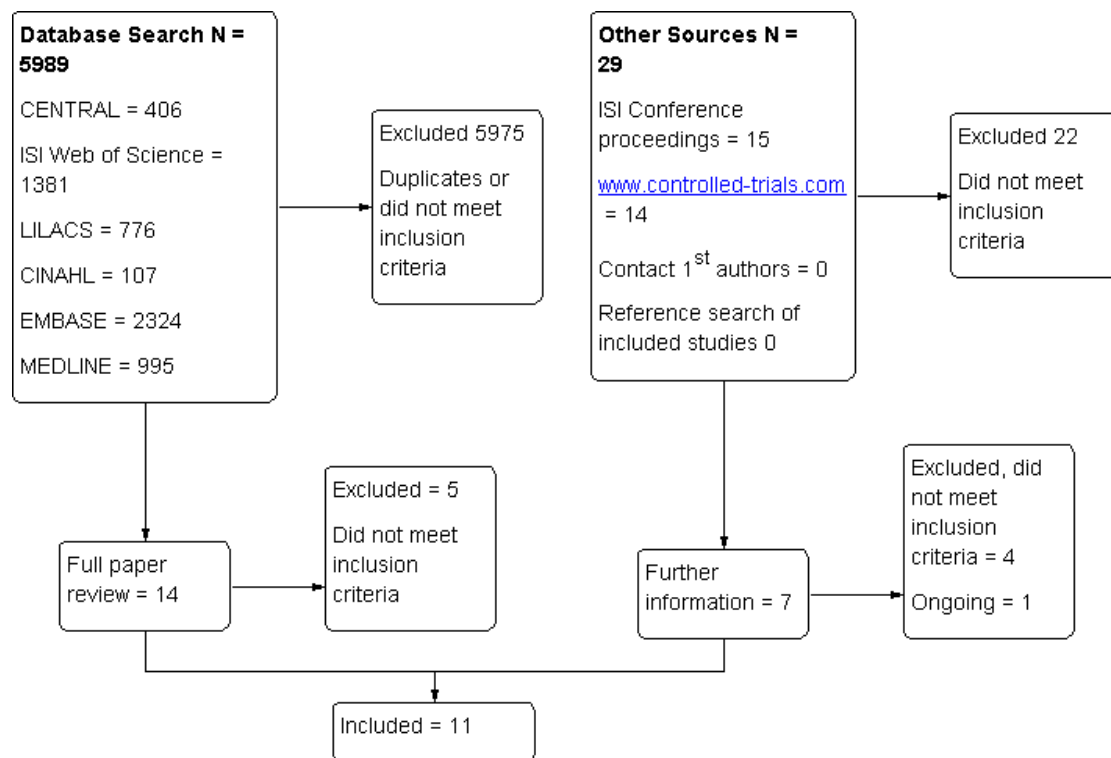 Database Search N =
5989
CENTRAL = 406
ISI Web of Science =
1381
LILACS = 776
CINAHL = 107
EMBASE = 2324
MEDLINE = 995
Excluded 5975
Duplicates or
did not meet
inclusion
criteria
Other Sources N =
29
ISI Conference
proceedings = 15
www.controlled-trials.com
= 14
Contact 1st authors = 0
Reference search of
included studies 0
Excluded 22
Did not meet
inclusion
criteria
Full paper
review = 14
Excluded = 5
Did not meet
inclusion
criteria
Further
information = 7
Excluded, did
not meet
inclusion
criteria = 4
Ongoing = 1
Included = 11